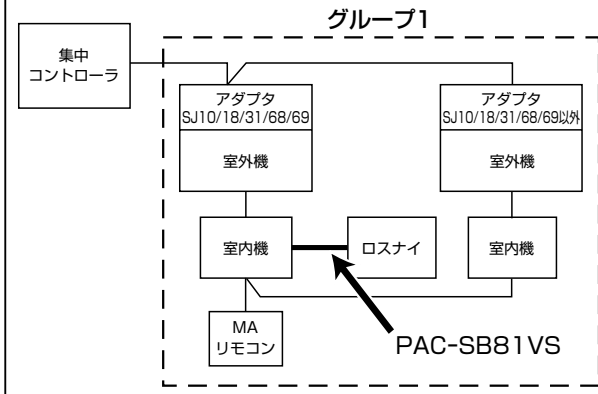 グループ1
集中
コントローラ
アダプタ
SJ10/18/31/68/69
室外機
アダプタ
SJ10/18/31/68/69以外
室外機
室内機
ロスナイ
室内機
MA
リモコン
PAC-SB81VS